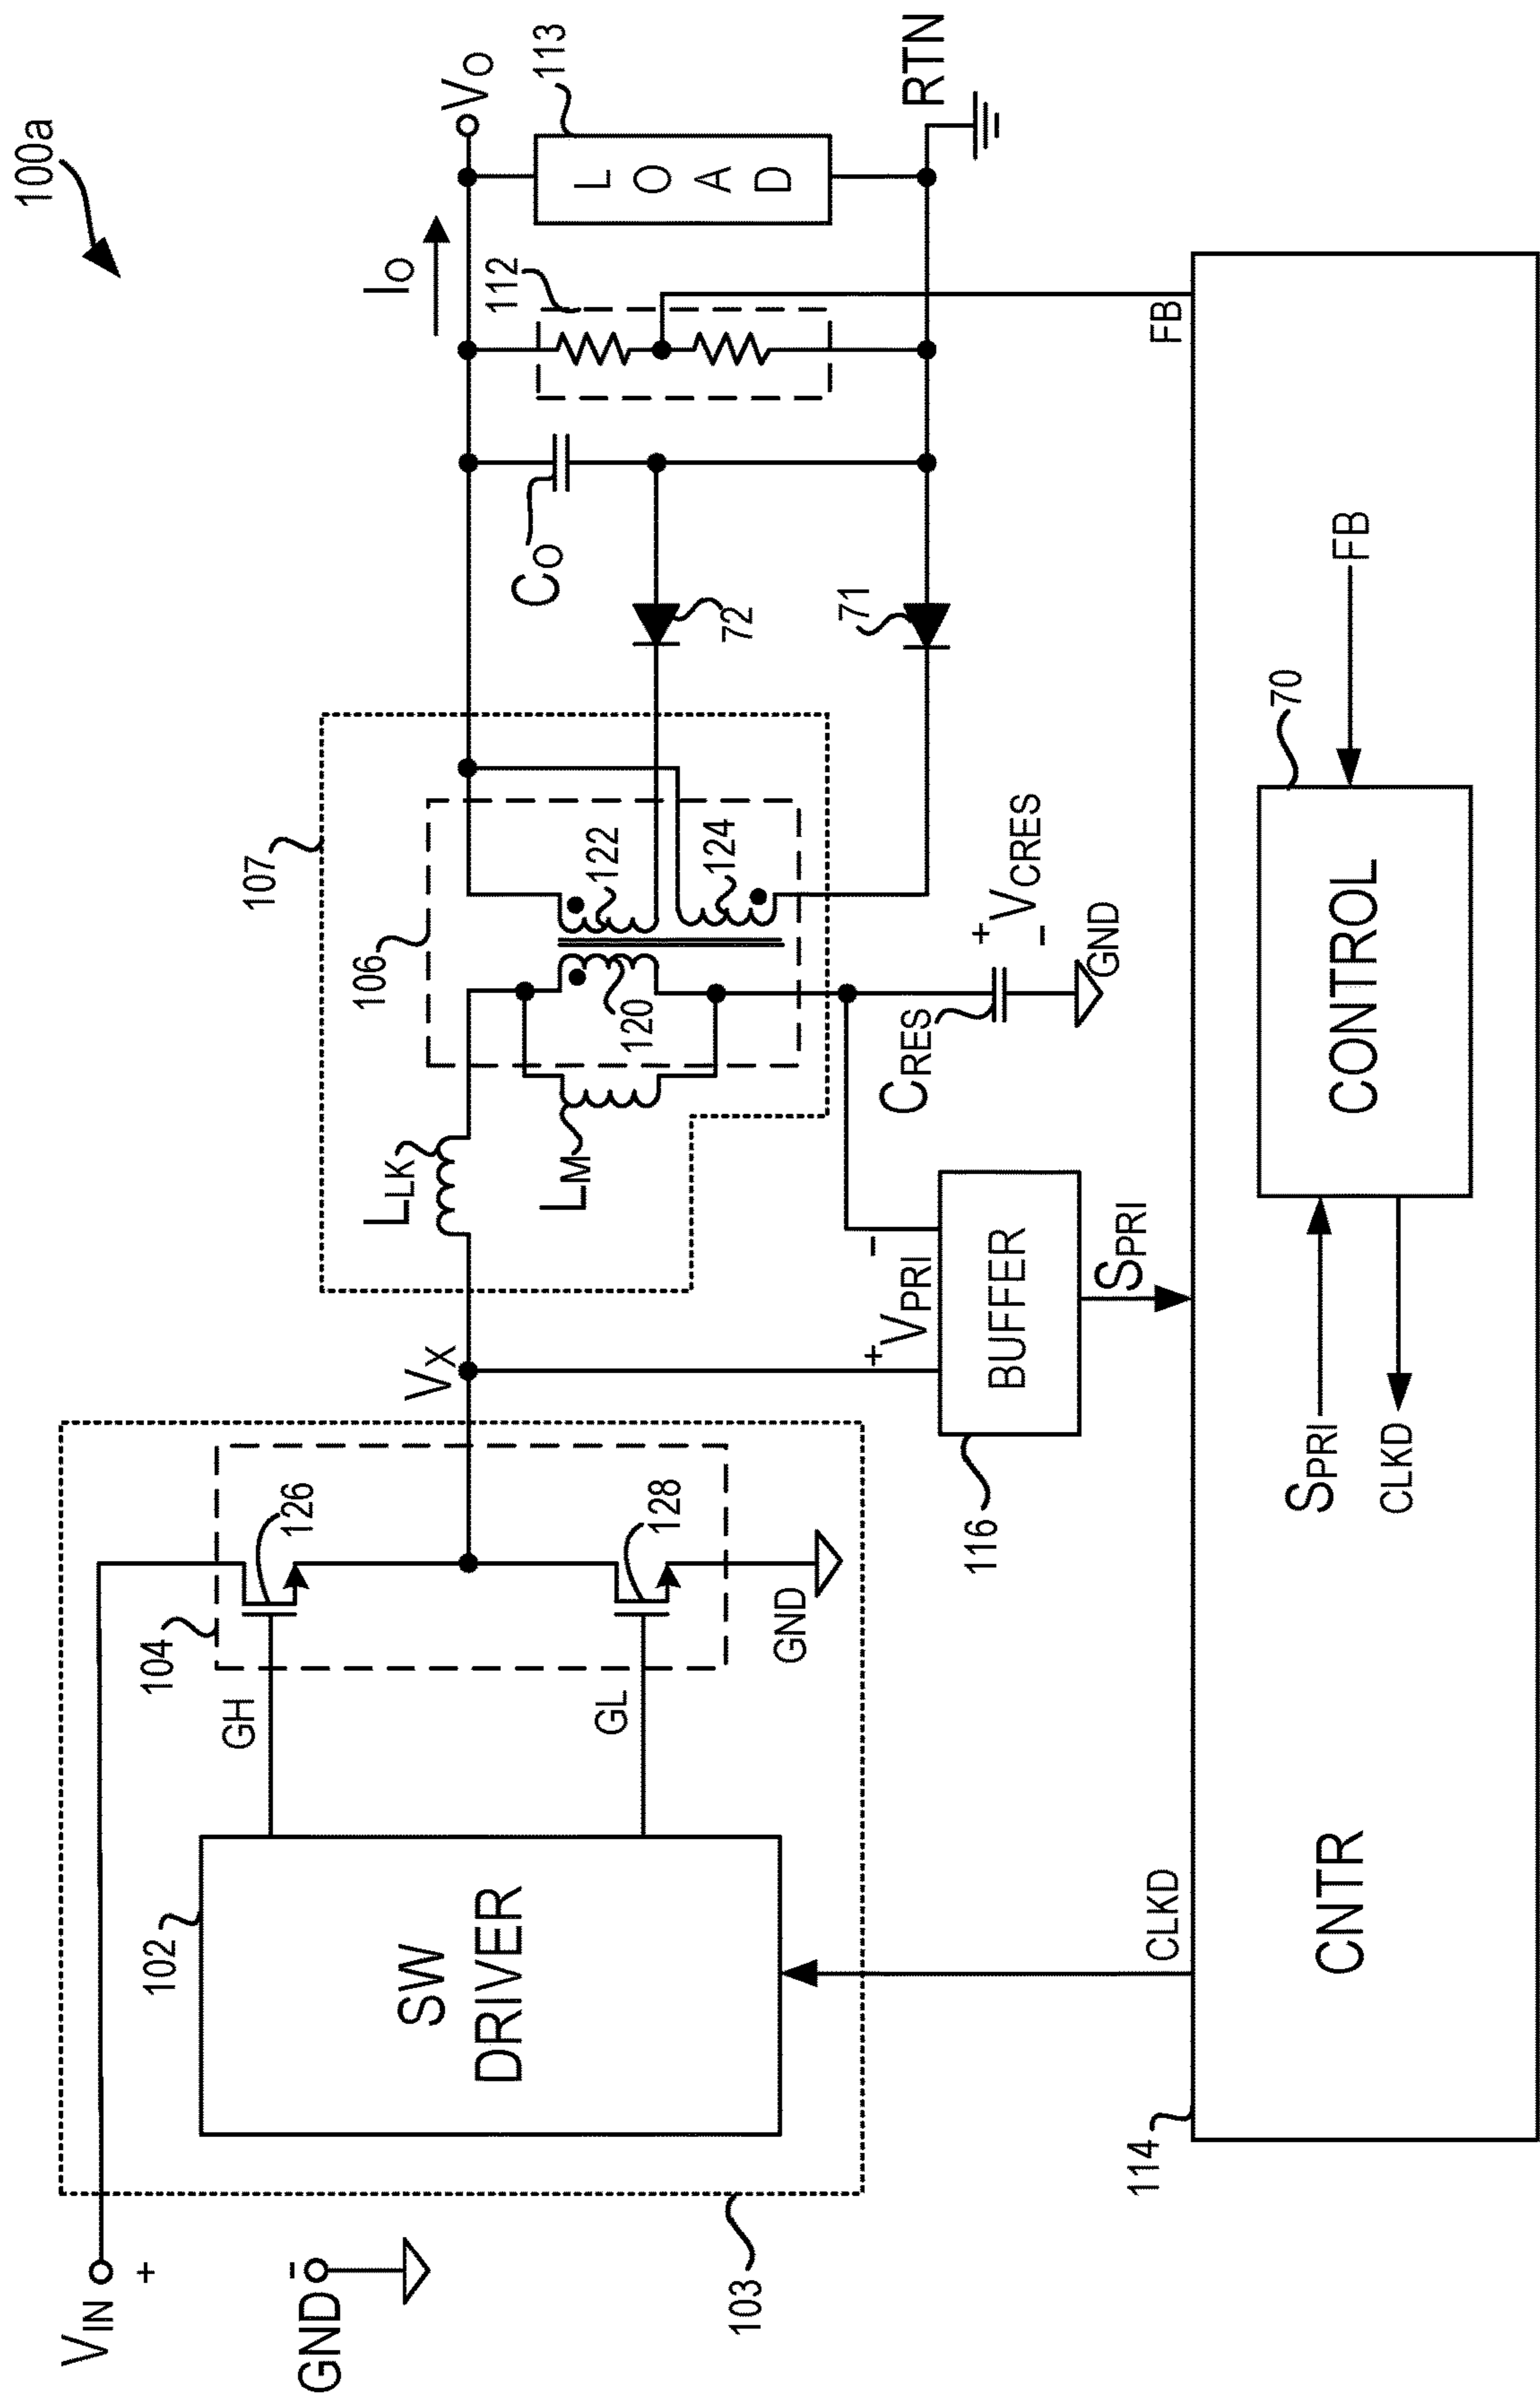 100a
VIN
+
-
GND
103
102
SW
DRIVER
GH
GL
104
126
128
GND
VX
107
LLK
LM
106
120
122
124
+
VPRI
-
BUFFER
116
SPRI
CRES
+
VCRES
-
GND
72
71
CO
IO
112
VO
113
LOAD
RTN
FB
CLKD
114
CNTR
SPRI
CLKD
CONTROL
70
FB